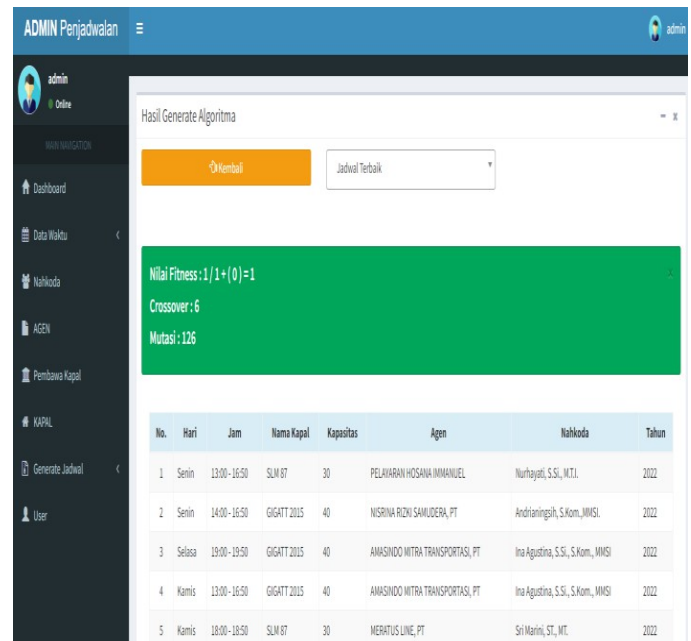 ADMIN Penjadwalan
admin
admin
Online
MAIN NAVIGATION
Dashboard
Data Waktu
Nahkoda
AGEN
Pembawa Kapal
KAPAL
Generate Jadwal
User
Hasil Generate Algoritma
Kembali
Jadwal Terbaik
Nilai Fitness : 1 / 1 + ( 0 ) = 1
Crossover : 6
Mutasi : 126
No. Hari Jam Nama Kapal Kapasitas Agen Nahkoda Tahun
1 Senin 13:00 - 16:50 SLM 87 30 PELAYARAN HOSANA IMMANUEL Nurhayati, S.Si., M.T.I. 2022
2 Senin 14:00 - 16:50 GIGATT 2015 40 NISRINA RIZKI SAMUDERA, PT Andrianingsih, S.Kom.,MMSI. 2022
3 Selasa 19:00 - 19:50 GIGATT 2015 40 AMASINDO MITRA TRANSPORTASI, PT Ina Agustina, S.Si., S.Kom., MMSI 2022
4 Kamis 13:00 - 16:50 GIGATT 2015 40 AMASINDO MITRA TRANSPORTASI, PT Ina Agustina, S.Si., S.Kom., MMSI 2022
5 Kamis 18:00 - 18:50 SLM 87 30 MERATUS LINE, PT Sri Marini, ST., MT. 2022